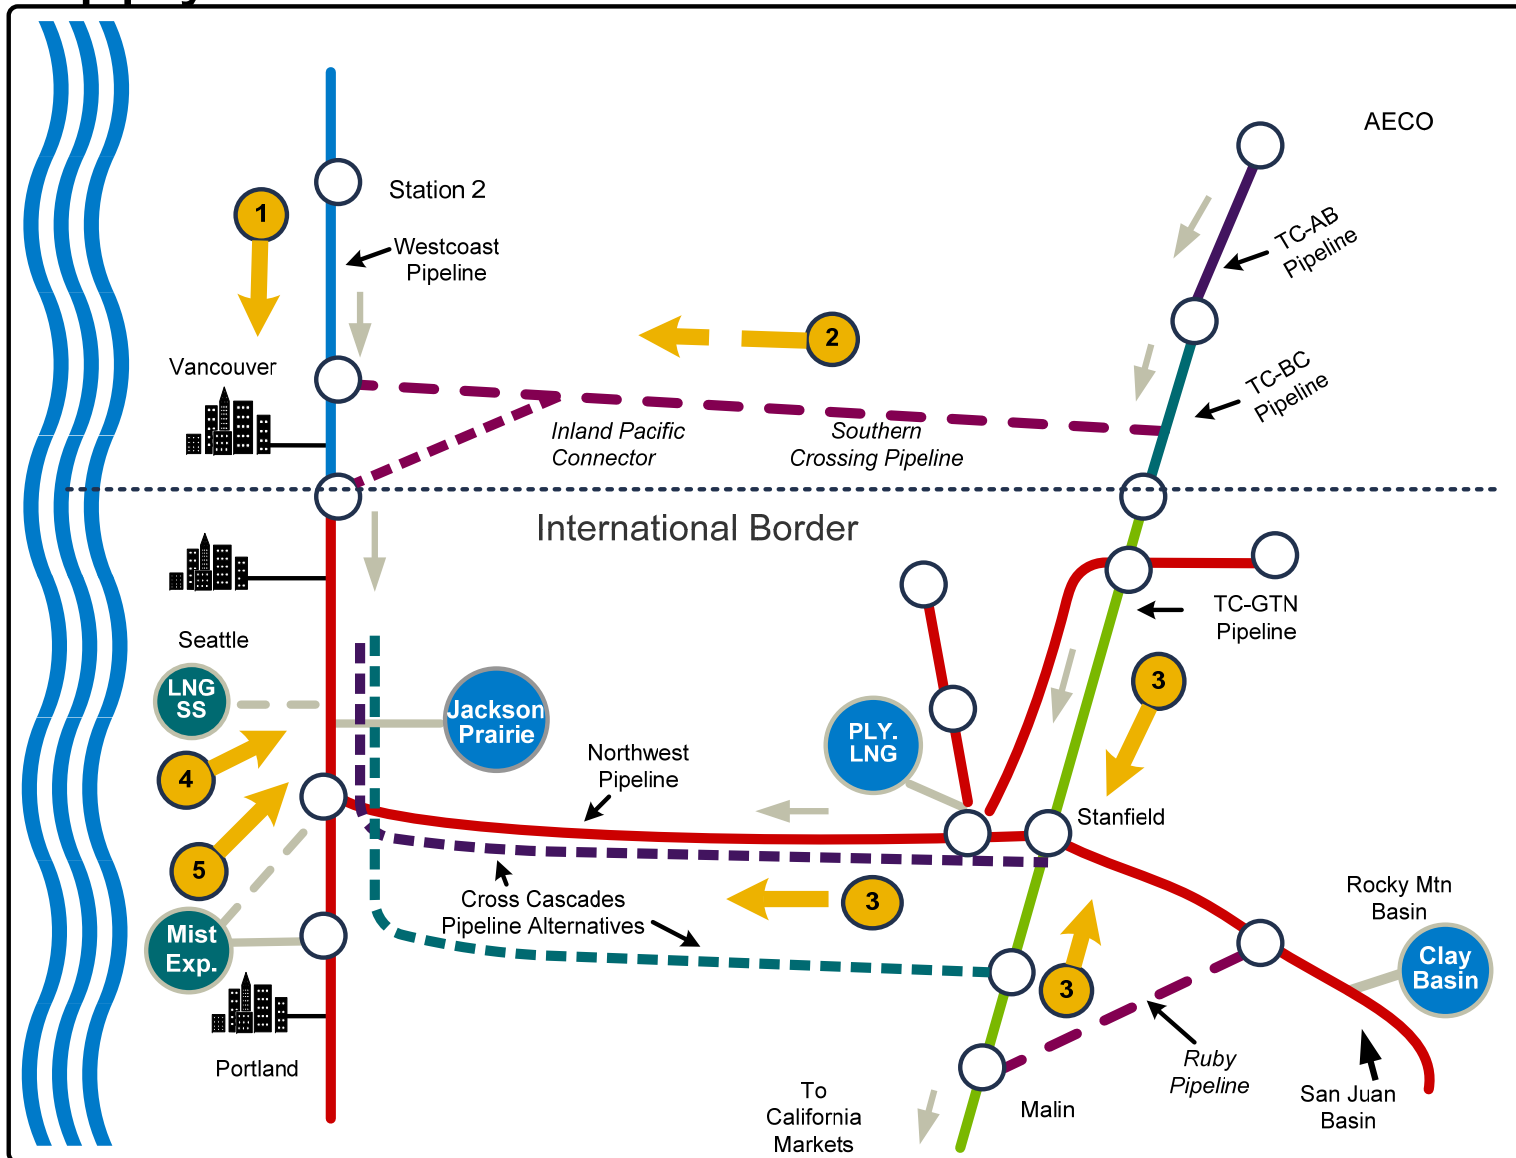 AECO
1
Station 2
Westcoast
Pipeline
TC-AB
Pipeline
2
Vancouver
TC-BC
Pipeline
Inland Pacific
Connector
Southern
Crossing Pipeline
International Border
TC-GTN
Pipeline
Seattle
LNG
SS
Jackson
Prairie
3
PLY.
LNG
Northwest
Pipeline
4
Stanfield
5
Cross Cascades
Pipeline Alternatives
3
Rocky Mtn
Basin
Mist
Exp.
Clay
Basin
3
Portland
Ruby
Pipeline
To
California
Markets
Malin
San Juan
Basin